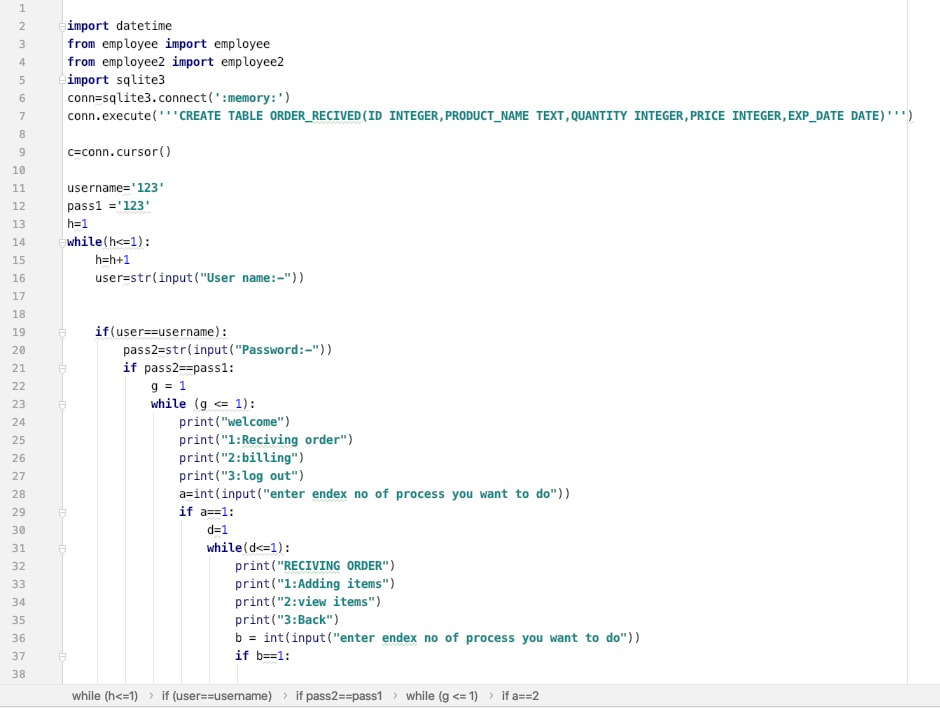 1
2 import datetime
3 from employee import employee
4 from employee2 import employee2
5 import sqlite3
6 conn=sqlite3.connect(':memory:')
7 conn.execute('''CREATE TABLE ORDER_RECIVED(ID INTEGER,PRODUCT_NAME TEXT,QUANTITY INTEGER,PRICE INTEGER,EXP_DATE DATE)''')
8
9 c=conn.cursor()
10
11 username='123'
12 pass1 ='123'
13 h=1
14 while(h<=1):
15     h=h+1
16     user=str(input("User name:-"))
17
18
19     if(user==username):
20         pass2=str(input("Password:-"))
21         if pass2==pass1:
22             g = 1
23             while (g <= 1):
24                 print("welcome")
25                 print("1:Reciving order")
26                 print("2:billing")
27                 print("3:log out")
28                 a=int(input("enter endex no of process you want to do"))
29                 if a==1:
30                     d=1
31                     while(d<=1):
32                         print("RECIVING ORDER")
33                         print("1:Adding items")
34                         print("2:view items")
35                         print("3:Back")
36                         b = int(input("enter endex no of process you want to do"))
37                         if b==1:
38
while (h<=1) › if (user==username) › if pass2==pass1 › while (g <= 1) › if a==2